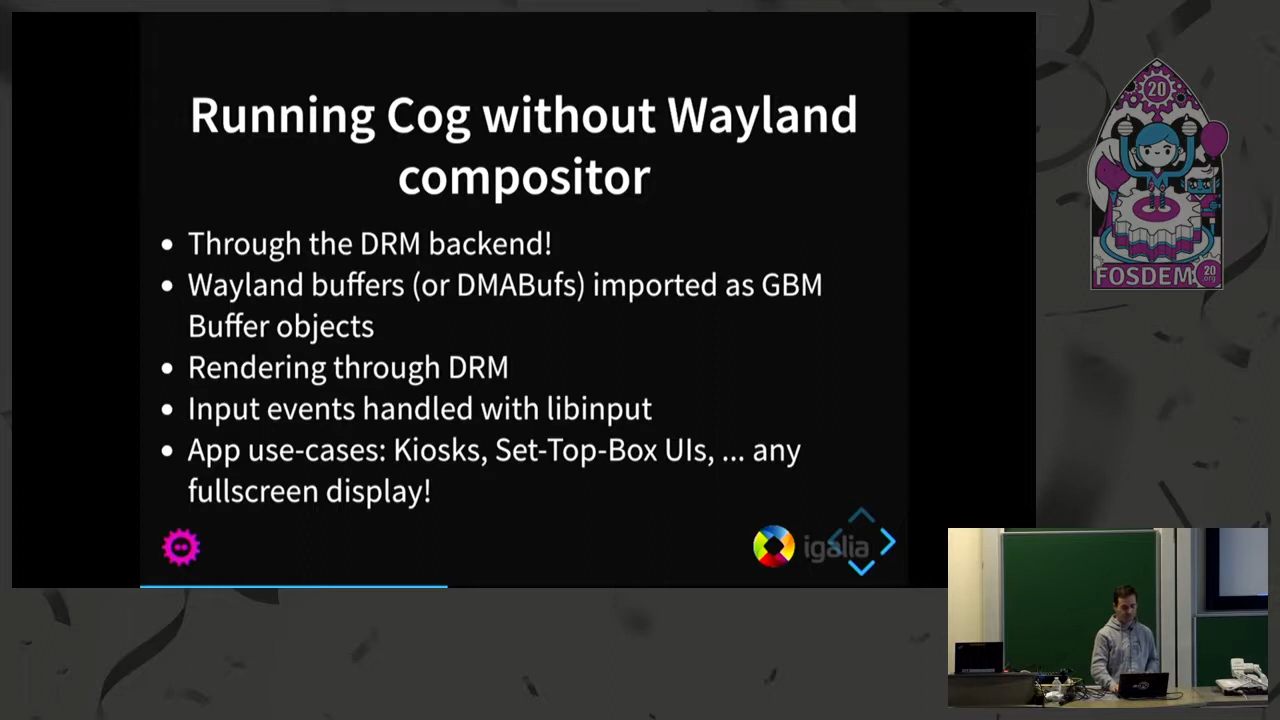 Running Cog without Wayland
compositor
• Through the DRM backend!
• Wayland buffers (or DMABufs) imported as GBM
Buffer objects
• Rendering through DRM
• Input events handled with libinput
• App use-cases: Kiosks, Set-Top-Box UIs, ... any
fullscreen display!
igalia
20
FOSDEM
20
org